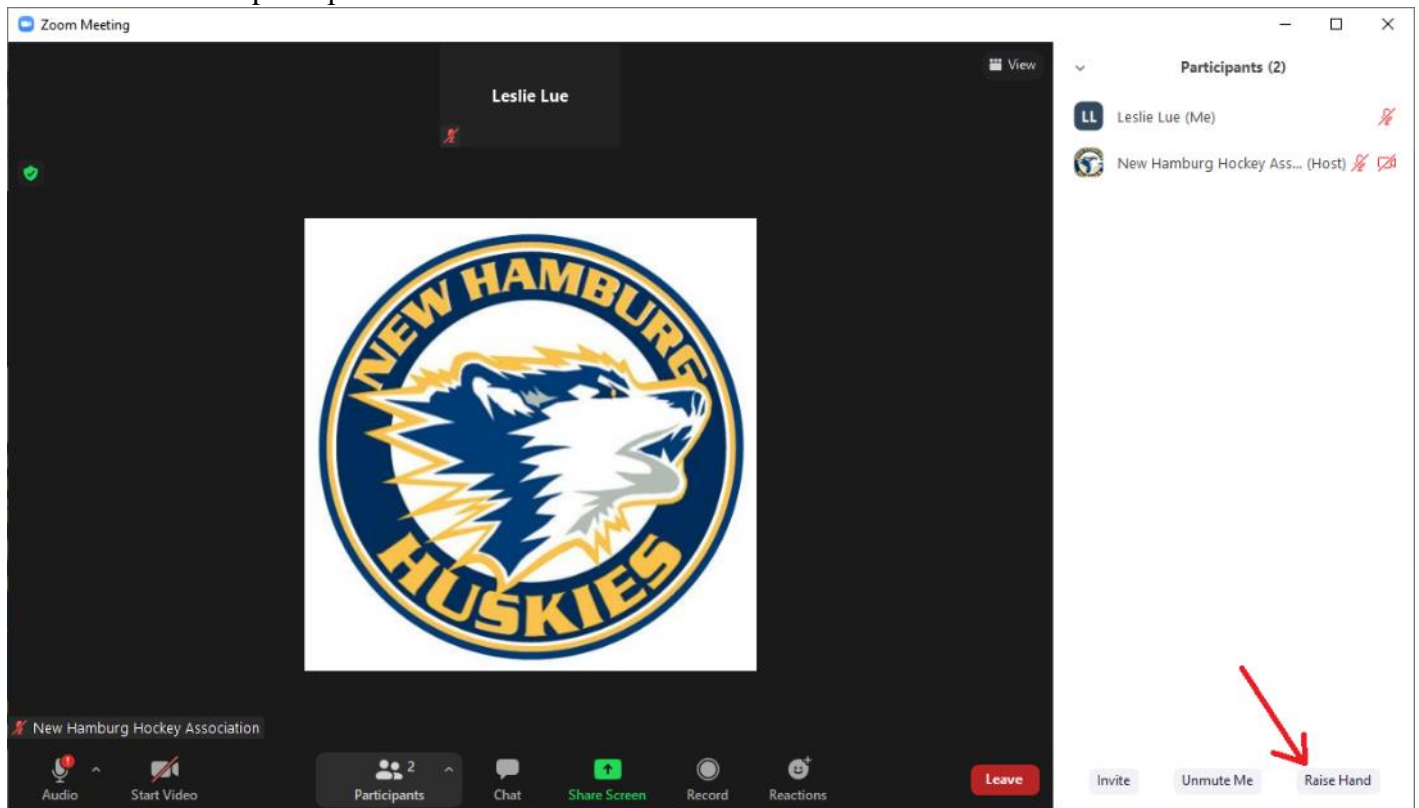 Zoom Meeting
Leslie Lue
View
Participants (2)
LL Leslie Lue (Me)
New Hamburg Hockey Ass... (Host)
NEW HAMBURG
HUSKIES
New Hamburg Hockey Association
Audio
Start Video
2
Participants
Chat
Share Screen
Record
Reactions
Leave
Invite
Unmute Me
Raise Hand